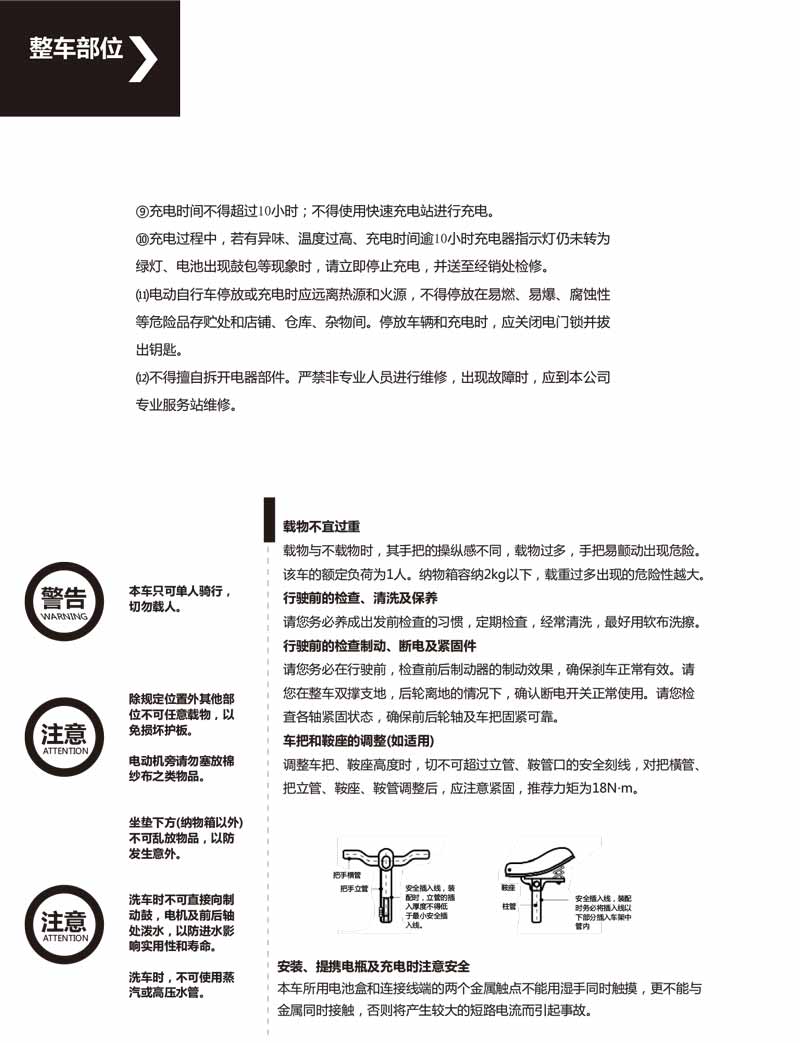 整车部位
⑨充电时间不得超过10小时；不得使用快速充电站进行充电。
⑩充电过程中，若有异味、温度过高、充电时间逾10小时充电器指示灯仍未转为
绿灯、电池出现鼓包等现象时，请立即停止充电，并送至经销处检修。
⑾电动自行车停放或充电时应远离热源和火源，不得停放在易燃、易爆、腐蚀性
等危险品存贮处和店铺、仓库、杂物间。停放车辆和充电时，应关闭电门锁并拔
出钥匙。
⑿不得擅自拆开电器部件。严禁非专业人员进行维修，出现故障时，应到本公司
专业服务站维修。
警告
WARNING
本车只可单人骑行，
切勿载人。
注意
ATTENTION
除规定位置外其他部
位不可任意载物，以
免损坏护板。
电动机旁请勿塞放棉
纱布之类物品。
坐垫下方(纳物箱以外)
不可乱放物品，以防
发生意外。
注意
ATTENTION
洗车时不可直接向制
动鼓，电机及前后轴
处泼水，以防进水影
响实用性和寿命。
洗车时，不可使用蒸
汽或高压水管。
载物不宜过重
载物与不载物时，其手把的操纵感不同，载物过多，手把易颤动出现危险。
该车的额定负荷为1人。纳物箱容纳2kg以下，载重过多出现的危险性越大。
行驶前的检查、清洗及保养
请您务必养成出发前检查的习惯，定期检查，经常清洗，最好用软布洗擦。
行驶前的检查制动、断电及紧固件
请您务必在行驶前，检查前后制动器的制动效果，确保刹车正常有效。请
您在整车双撑支地，后轮离地的情况下，确认断电开关正常使用。请您检
查各轴紧固状态，确保前后轮轴及车把固紧可靠。
车把和鞍座的调整(如适用)
调整车把、鞍座高度时，切不可超过立管、鞍管口的安全刻线，对把横管、
把立管、鞍座、鞍管调整后，应注意紧固，推荐力矩为18N·m。
把手横管
把手立管
安全插入线，装
配时，立管的插
入厚度不得低
于最小安全插
入线。
鞍座
柱管
安全插入线，装配
时务必将插入线以
下部分插入车架中
管内
安装、提携电瓶及充电时注意安全
本车所用电池盒和连接线端的两个金属触点不能用湿手同时触摸，更不能与
金属同时接触，否则将产生较大的短路电流而引起事故。